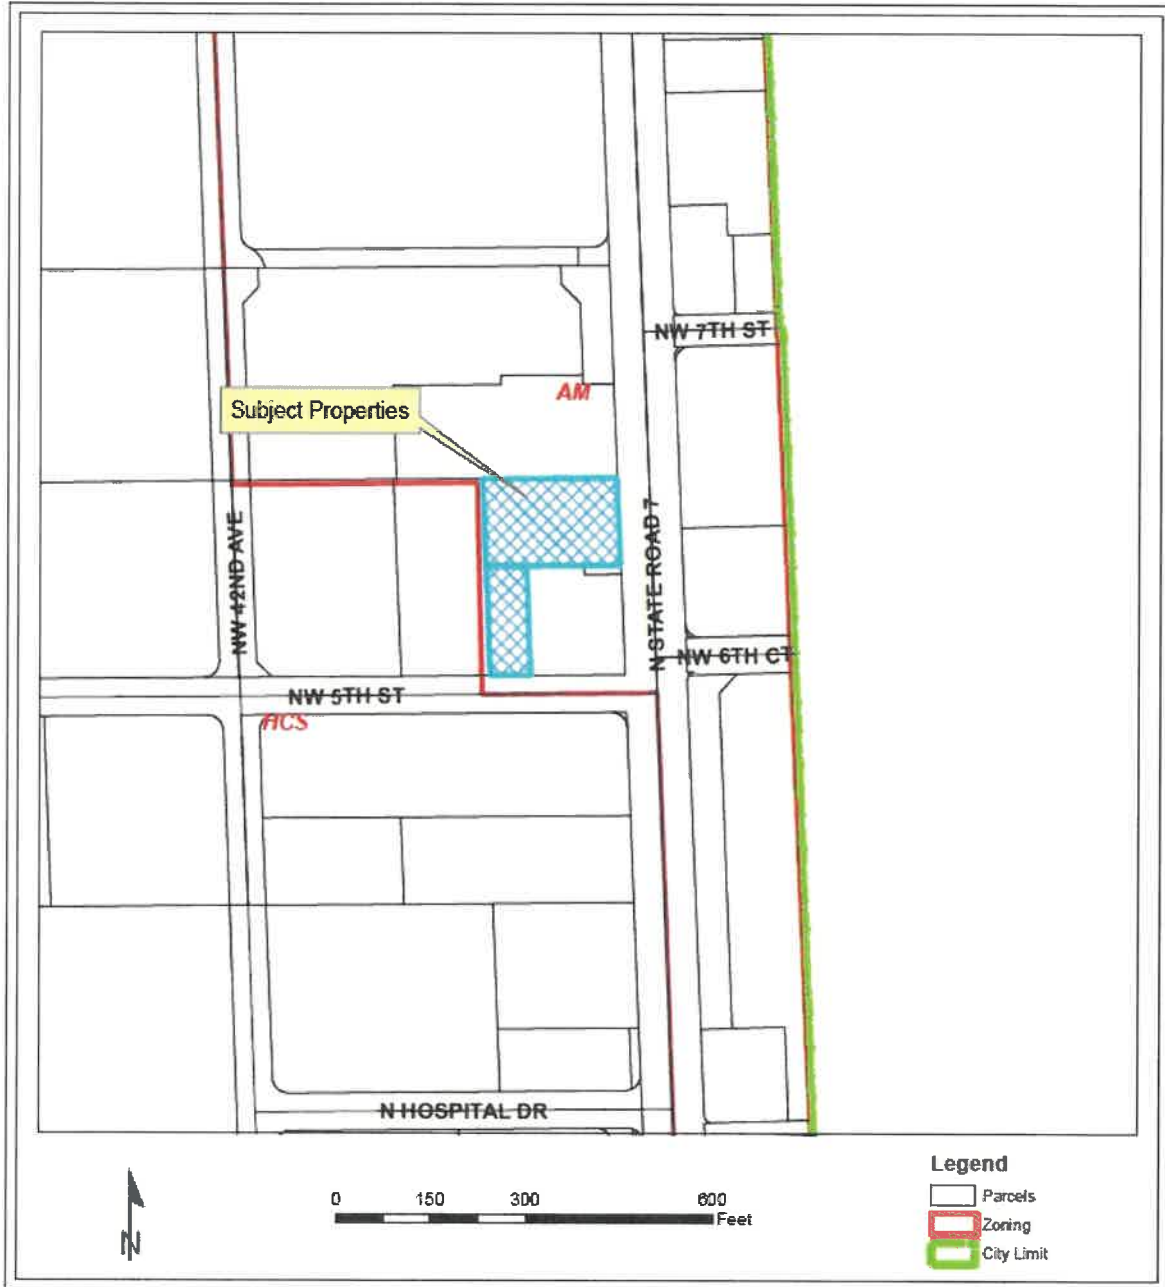 NW 7TH ST
AM
Subject Properties
NW 42ND AVE
N STATE ROAD 7
NW 6TH CT
NW 5TH ST
HCS
N HOSPITAL DR
Legend
Parcels
Zoning
City Limit
0 150 300 600
Feet
N